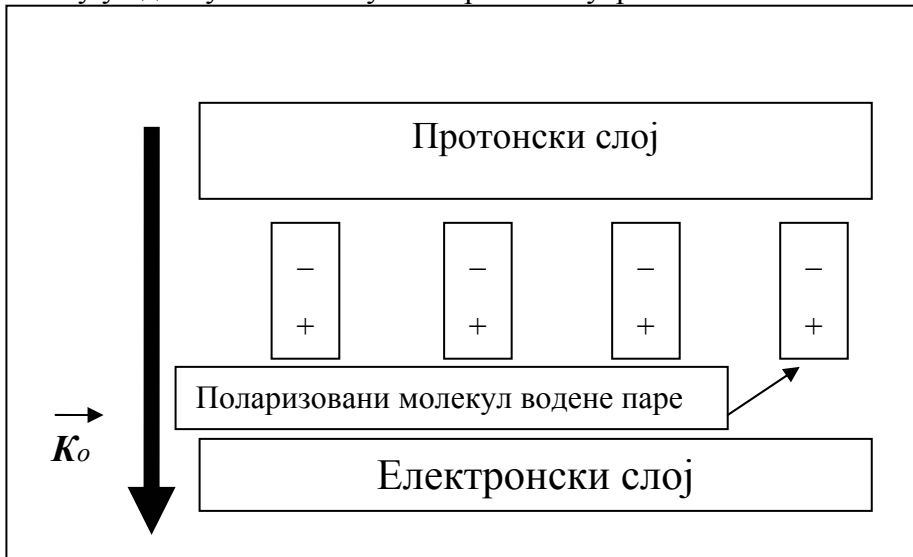 Протонски слој
– – – –
+ + + +
Поларизовани молекул водене паре
K₀
Електронски слој